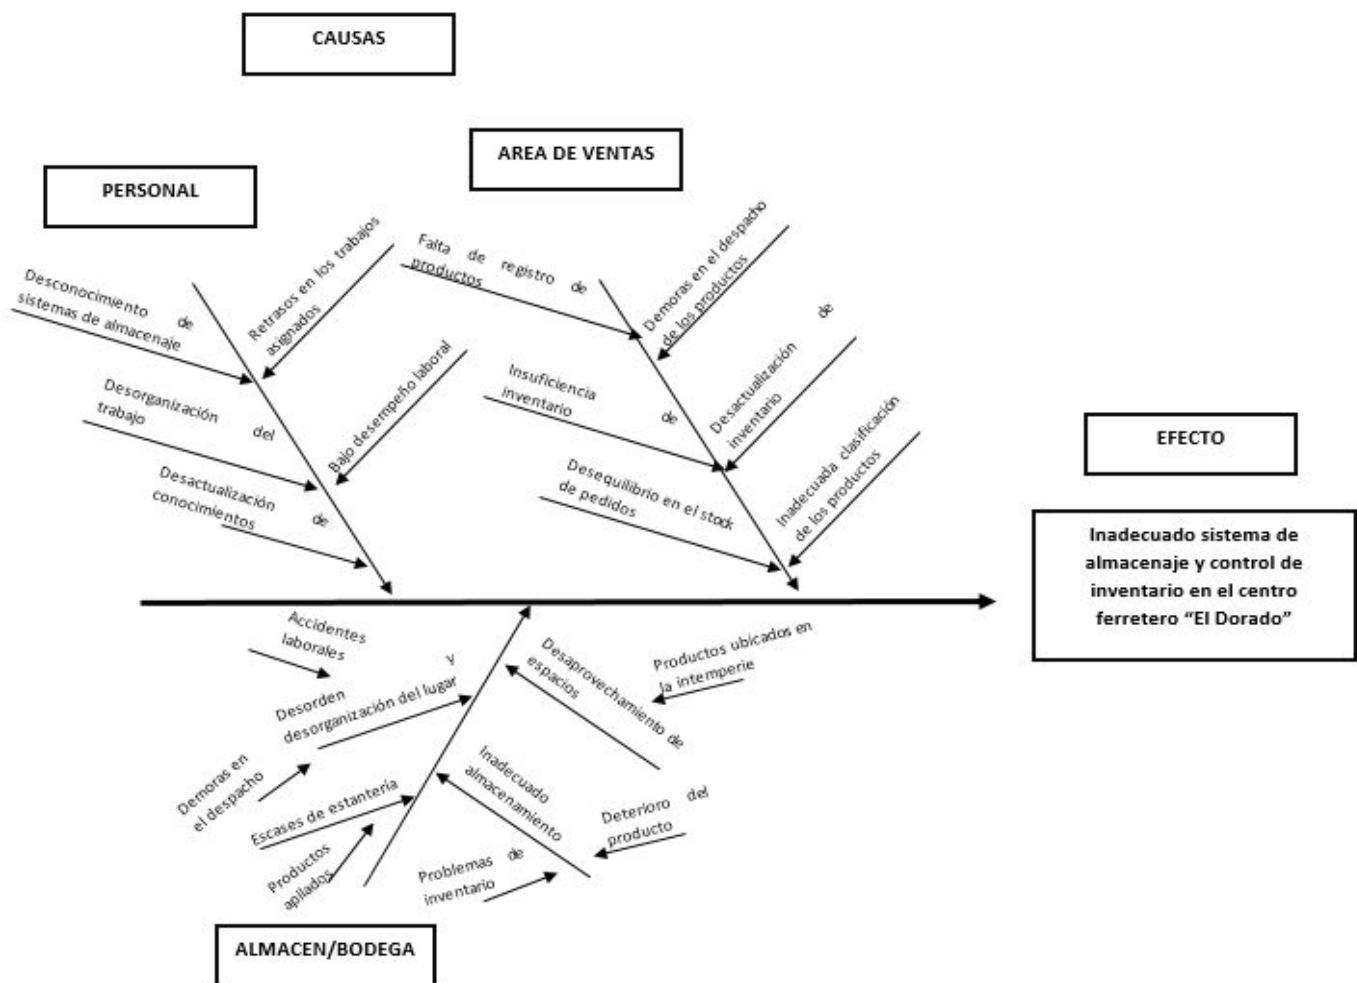 CAUSAS
AREA DE VENTAS
PERSONAL
Desconocimiento de
sistemas de almacenaje
Retrasos en los trabajos
asignados
Desorganización del
trabajo
Bajo desempeño laboral
Desactualización de
conocimientos
Falta de registro de
productos
Demoras en el despacho
de los productos
Insuficiencia de
inventario
Desactualización de
inventario
Desequilibrio en el stock
de pedidos
Inadecuada clasificación
de los productos
EFECTO
Inadecuado sistema de
almacenaje y control de
inventario en el centro
ferretero “El Dorado”
Accidentes
laborales
Desorden y
desorganización del lugar
Demoras en
el despacho
Escases de estantería
Productos
apilados
Desaprovechamiento de
espacios
Productos ubicados en
la intemperie
Inadecuado
almacenamiento
Deterioro del
producto
Problemas de
inventario
ALMACEN/BODEGA